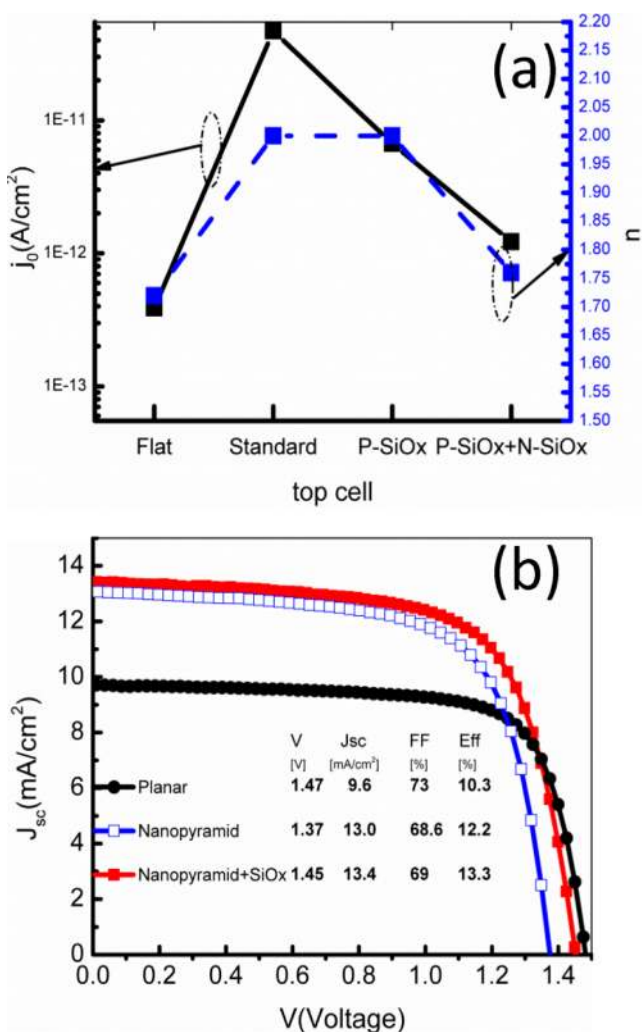 (a)
2.20
2.15
2.10
2.05
2.00
1.95
1.90
1.85
1.80
1.75
1.70
1.65
1.60
1.55
1.50
n
1E-11
1E-12
1E-13
j0(A/cm²)
Flat Standard P-SiOx P-SiOx+N-SiOx
top cell
(b)
14
12
10
8
6
4
2
0
Jsc(mA/cm²)
V Jsc FF Eff
[V] [mA/cm²] [%] [%]
Planar 1.47 9.6 73 10.3
Nanopyramid 1.37 13.0 68.6 12.2
Nanopyramid+SiOx 1.45 13.4 69 13.3
0.0 0.2 0.4 0.6 0.8 1.0 1.2 1.4
V(Voltage)